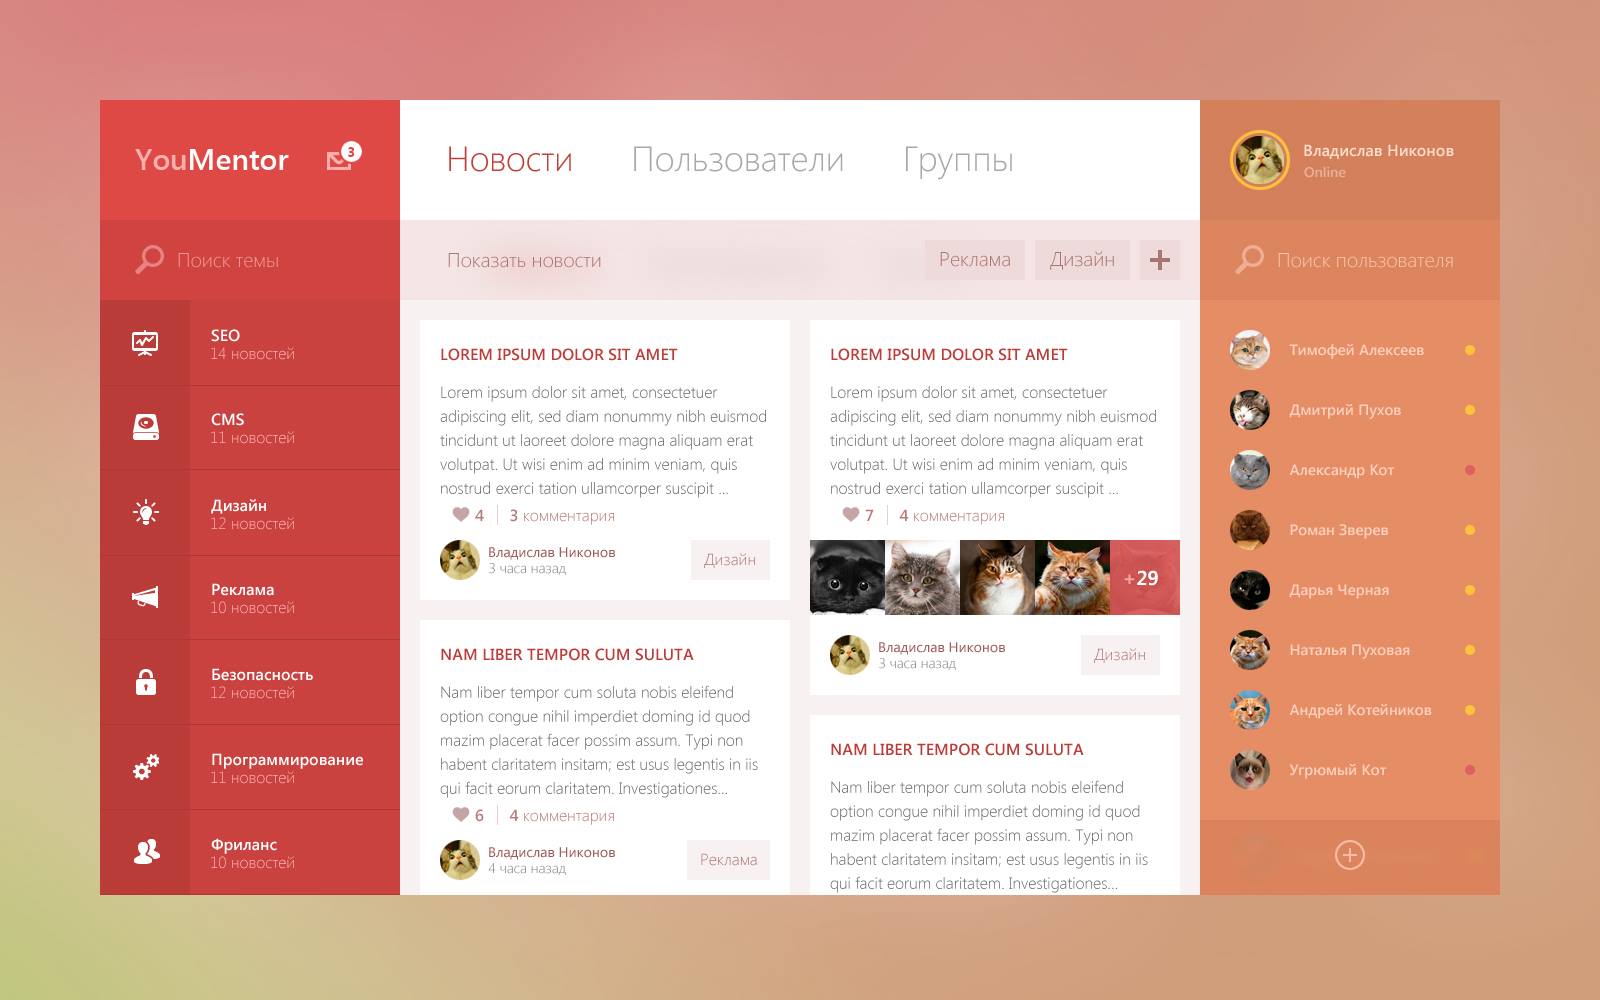 YouMentor
3
Поиск темы
SEO
14 новостей
CMS
11 новостей
Дизайн
12 новостей
Реклама
10 новостей
Безопасность
12 новостей
Программирование
11 новостей
Фриланс
10 новостей
Новости Пользователи Группы
Показать новости
Реклама Дизайн
LOREM IPSUM DOLOR SIT AMET
Lorem ipsum dolor sit amet, consectetuer
adipiscing elit, sed diam nonummy nibh euismod
tincidunt ut laoreet dolore magna aliquam erat
volutpat. Ut wisi enim ad minim veniam, quis
nostrud exerci tation ullamcorper suscipit ...
4 3 комментария
Владислав Никонов
3 часа назад
Дизайн
NAM LIBER TEMPOR CUM SULUTA
Nam liber tempor cum soluta nobis eleifend
option congue nihil imperdiet doming id quod
mazim placerat facer possim assum. Typi non
habent claritatem insitam; est usus legentis in iis
qui facit eorum claritatem. Investigationes...
6 4 комментария
Владислав Никонов
4 часа назад
Реклама
LOREM IPSUM DOLOR SIT AMET
Lorem ipsum dolor sit amet, consectetuer
adipiscing elit, sed diam nonummy nibh euismod
tincidunt ut laoreet dolore magna aliquam erat
volutpat. Ut wisi enim ad minim veniam, quis
nostrud exerci tation ullamcorper suscipit ...
7 4 комментария
+29
Владислав Никонов
3 часа назад
Дизайн
NAM LIBER TEMPOR CUM SULUTA
Nam liber tempor cum soluta nobis eleifend
option congue nihil imperdiet doming id quod
mazim placerat facer possim assum. Typi non
habent claritatem insitam; est usus legentis in iis
qui facit eorum claritatem. Investigationes...
Владислав Никонов
Online
Поиск пользователя
Тимофей Алексеев
Дмитрий Пухов
Александр Кот
Роман Зверев
Дарья Черная
Наталья Пуховая
Андрей Котейников
Угрюмый Кот